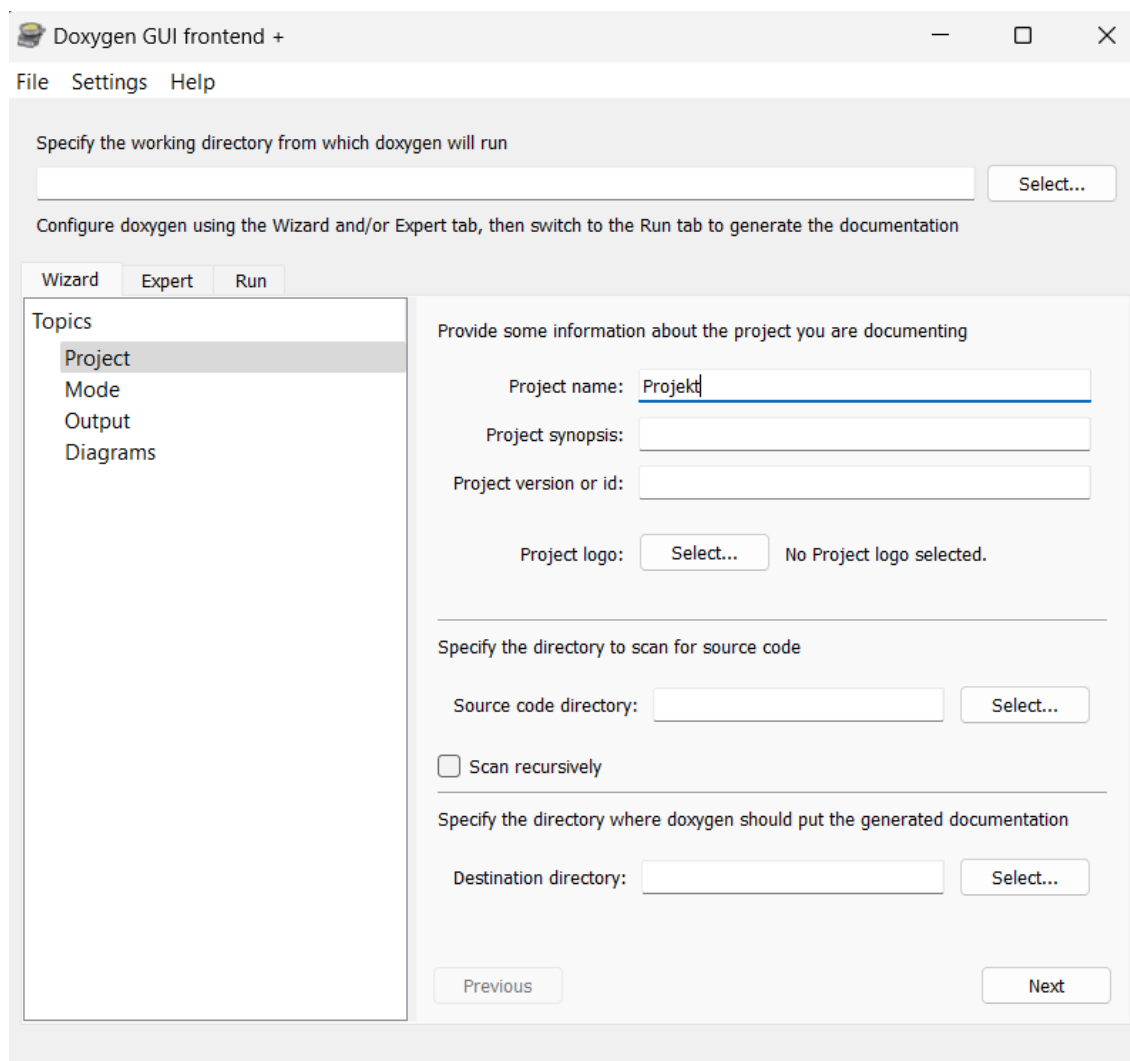 Doxygen GUI frontend +
File Settings Help
Specify the working directory from which doxygen will run
Select...
Configure doxygen using the Wizard and/or Expert tab, then switch to the Run tab to generate the documentation
Wizard Expert Run
Topics
Project
Mode
Output
Diagrams
Provide some information about the project you are documenting
Project name: Projekt
Project synopsis:
Project version or id:
Project logo: Select... No Project logo selected.
Specify the directory to scan for source code
Source code directory: Select...
Scan recursively
Specify the directory where doxygen should put the generated documentation
Destination directory: Select...
Previous Next